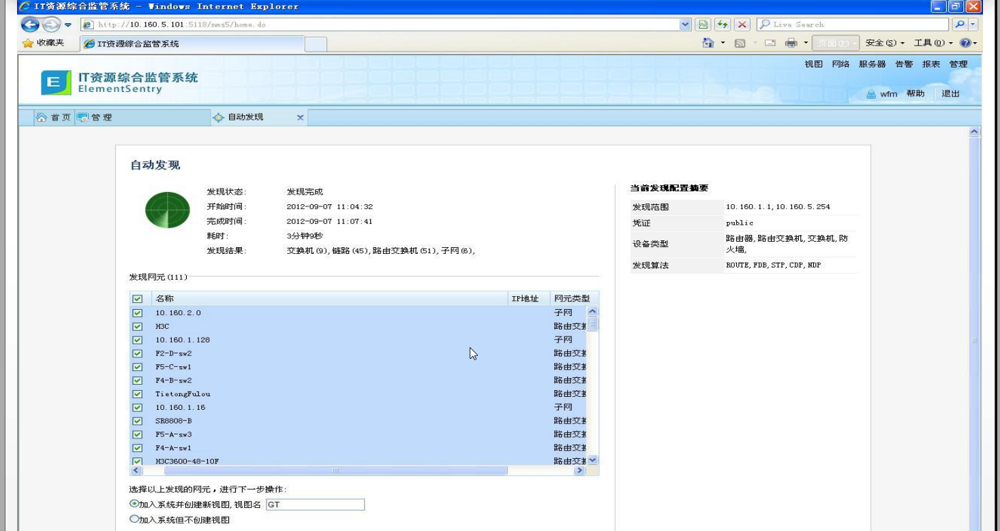 IT资源综合监管系统 - Windows Internet Explorer
http://10.160.5.101:5118/nms5/home.do
Live Search
收藏夹
IT资源综合监管系统
页面(P)
安全(S)
工具(O)
视图 网络 服务器 告警 报表 管理
E
IT资源综合监管系统
ElementSentry
wfm 帮助 退出
首页
管理
自动发现
自动发现
发现状态: 发现完成
开始时间: 2012-09-07 11:04:32
完成时间: 2012-09-07 11:07:41
耗时: 3分钟9秒
发现结果: 交换机(9),链路(45),路由交换机(51),子网(6),
当前发现配置摘要
发现范围 10.160.1.1,10.160.5.254
凭证 public
设备类型 路由器,路由交换机,交换机,防
火墙,
发现算法 ROUTE,FDB,STP,CDP,NDP
发现网元(111)
名称 IP地址 网元类型
10.160.2.0 子网
H3C 路由交换
10.160.1.128 子网
F2-D-sw2 路由交换
F5-C-sw1 路由交换
F4-B-sw2 路由交换
TietongFulou 路由交换
10.160.1.16 子网
SR8808-B 路由交换
F5-A-sw3 路由交换
F4-A-sw1 路由交换
H3C3600-48-10F 路由交换
选择以上发现的网元，进行下一步操作:
加入系统并创建新视图,视图名 GT
加入系统但不创建视图